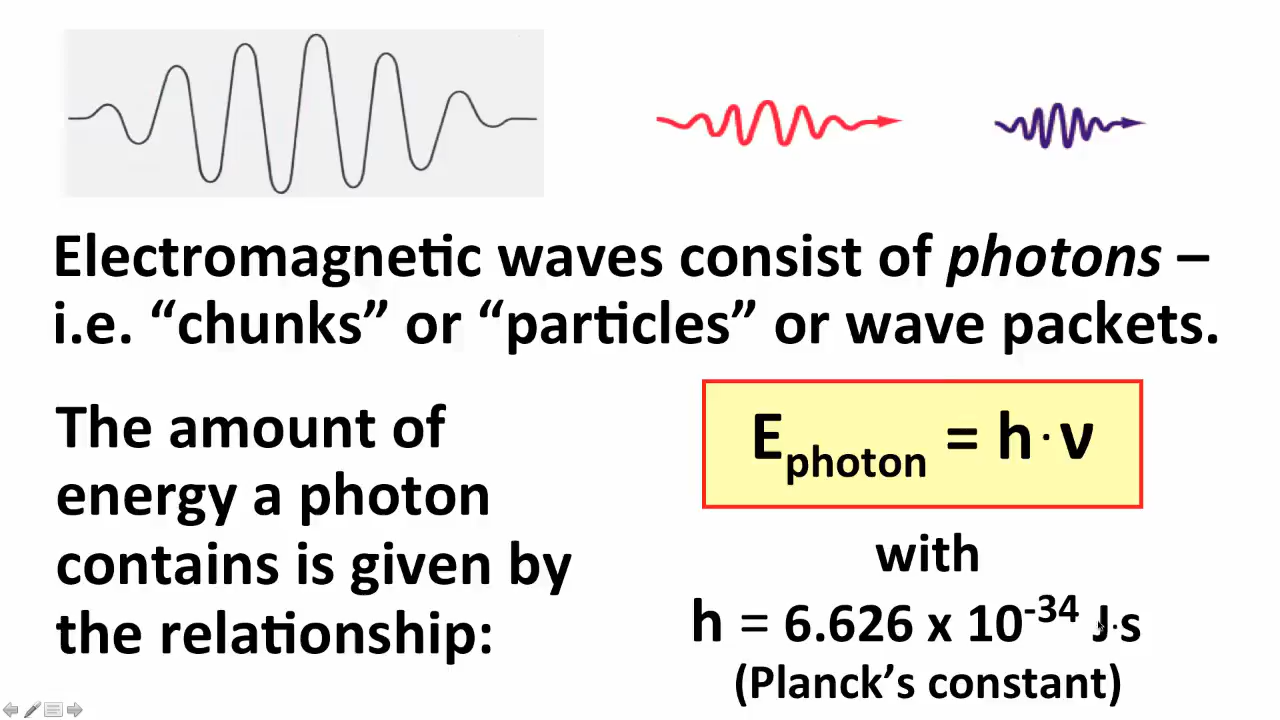 Electromagnetic waves consist of photons –
i.e. “chunks” or “particles” or wave packets.
The amount of
energy a photon
contains is given by
the relationship:
Ephoton = h·ν
with
h = 6.626 x 10-34 J·s
(Planck’s constant)